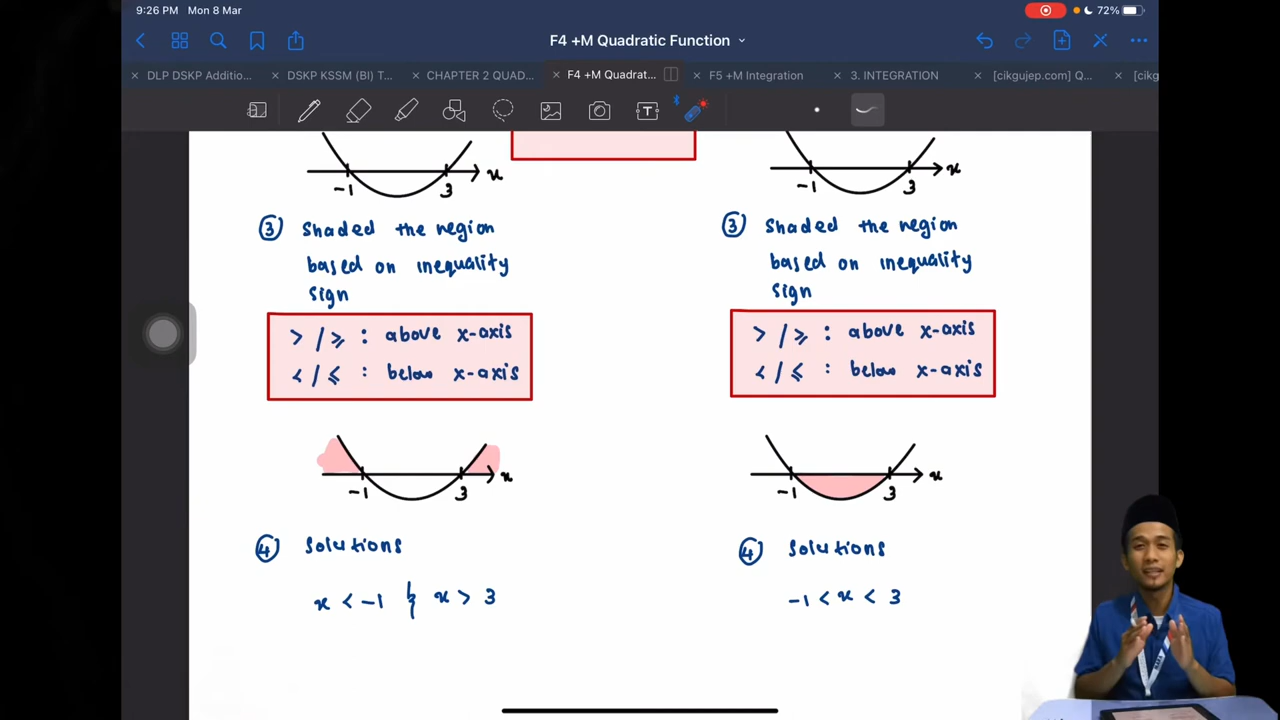 9:26 PM Mon 8 Mar
72%
F4 +M Quadratic Function
DLP DSKP Additio...
DSKP KSSM (BI) T...
CHAPTER 2 QUAD...
F4 +M Quadrat...
F5 +M Integration
3. INTEGRATION
[cikgujep.com] Q...
[cikg
-1 3 x
③ Shaded the region
based on inequality
sign
> / ≥ : above x-axis
< / ≤ : below x-axis
-1 3 x
④ Solutions
x < -1 & x > 3
-1 3 x
③ Shaded the region
based on inequality
sign
> / ≥ : above x-axis
< / ≤ : below x-axis
-1 3 x
④ Solutions
-1 < x < 3